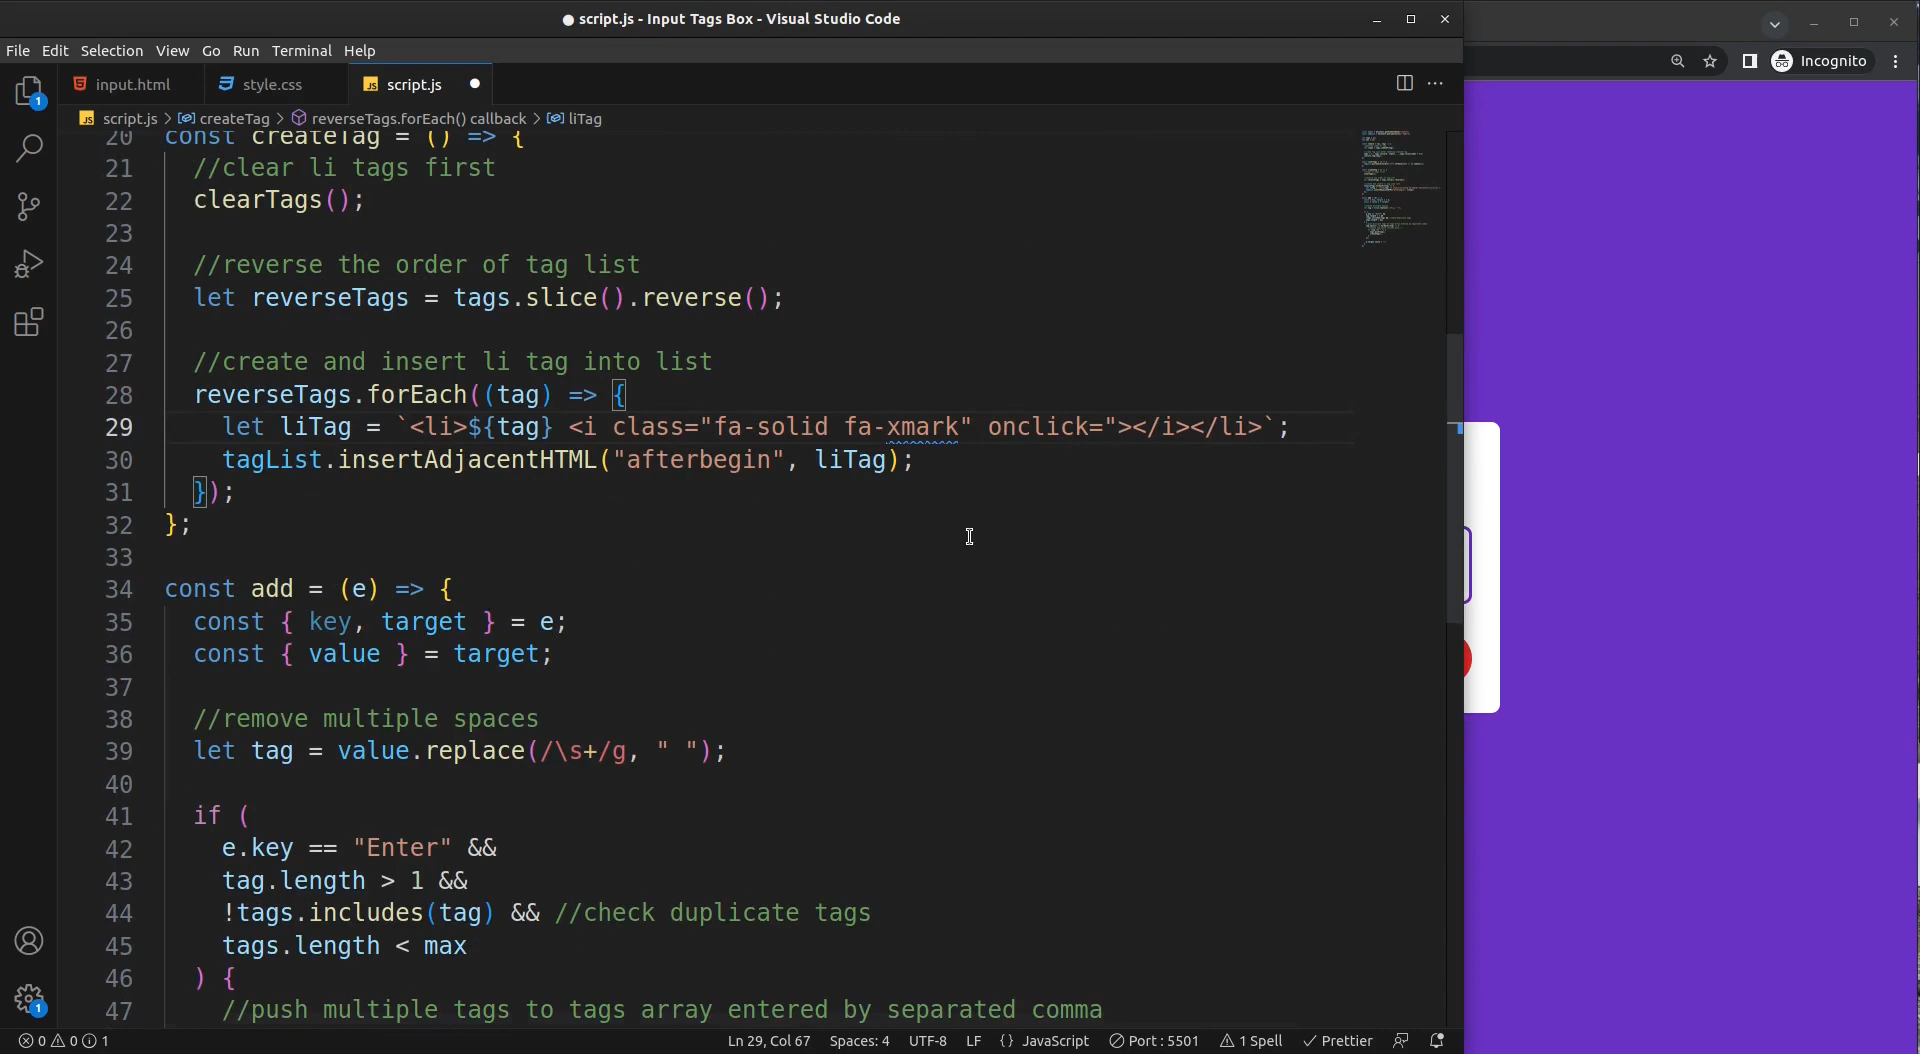 script.js - Input Tags Box - Visual Studio Code
File Edit Selection View Go Run Terminal Help
Incognito
input.html style.css script.js
script.js > createTag > reverseTags.forEach() callback > liTag
20 const createTag = () => {
21 //clear li tags first
22 clearTags();
23
24 //reverse the order of tag list
25 let reverseTags = tags.slice().reverse();
26
27 //create and insert li tag into list
28 reverseTags.forEach((tag) => {
29 let liTag = `<li>${tag} <i class="fa-solid fa-xmark" onclick="></i></li>`;
30 tagList.insertAdjacentHTML("afterbegin", liTag);
31 });
32 };
33
34 const add = (e) => {
35 const { key, target } = e;
36 const { value } = target;
37
38 //remove multiple spaces
39 let tag = value.replace(/\s+/g, " ");
40
41 if (
42 e.key == "Enter" &&
43 tag.length > 1 &&
44 !tags.includes(tag) && //check duplicate tags
45 tags.length < max
46 ) {
47 //push multiple tags to tags array entered by separated comma
0 0 1 Ln 29, Col 67 Spaces: 4 UTF-8 LF {} JavaScript Port : 5501 1 Spell Prettier